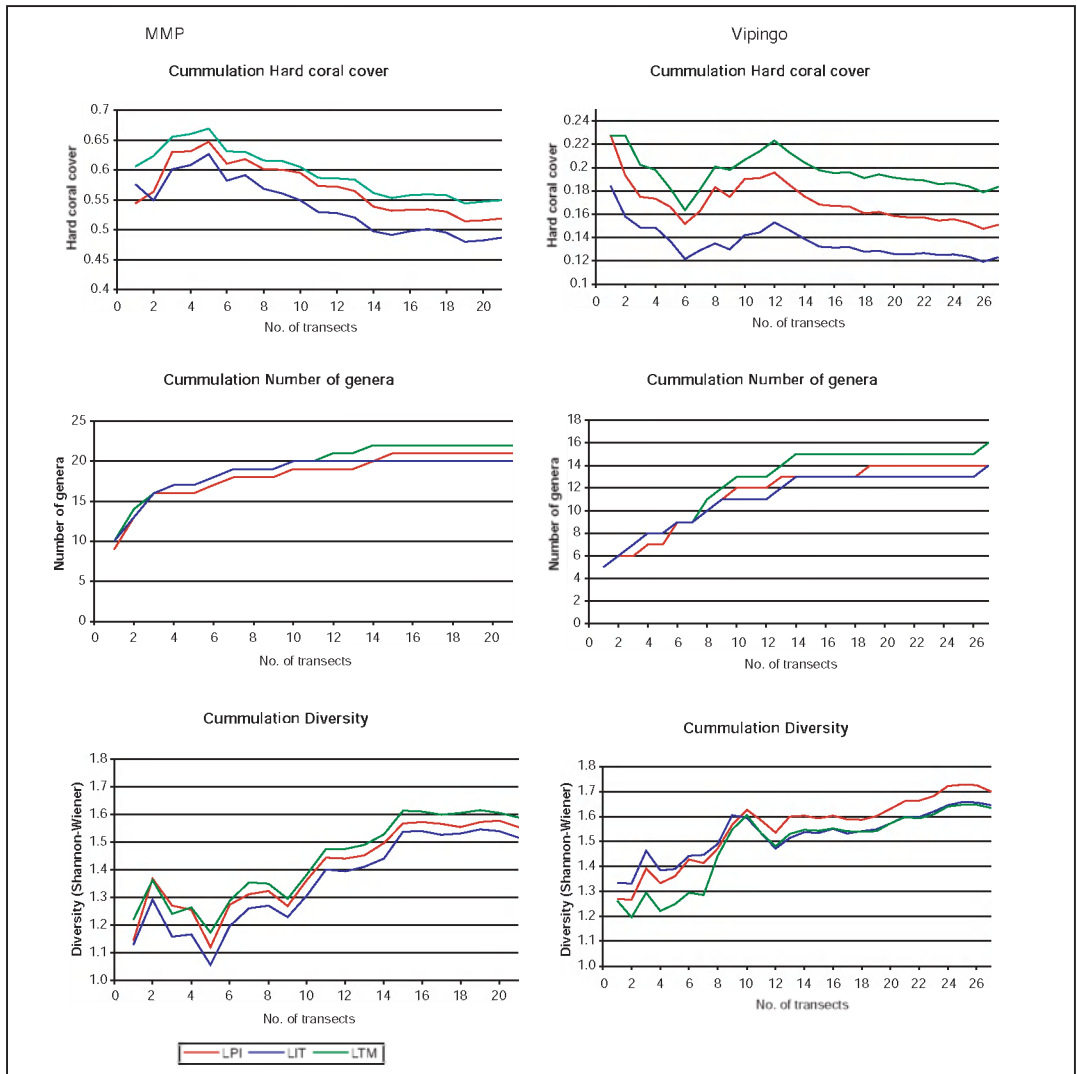 MMP
Vipingo
Cummulation Hard coral cover
Hard coral cover
0.7
0.65
0.6
0.55
0.5
0.45
0.4
0 2 4 6 8 10 12 14 16 18 20
No. of transects
Cummulation Hard coral cover
Hard coral cover
0.24
0.22
0.2
0.18
0.16
0.14
0.12
0.1
0 2 4 6 8 10 12 14 16 18 20 22 24 26
No. of transects
Cummulation Number of genera
Number of genera
25
20
15
10
5
0
0 2 4 6 8 10 12 14 16 18 20
No. of transects
Cummulation Number of genera
Number of genera
18
16
14
12
10
8
6
4
2
0
0 2 4 6 8 10 12 14 16 18 20 22 24 26
No. of transects
Cummulation Diversity
Diversity (Shannon-Wiener)
1.8
1.7
1.6
1.5
1.4
1.3
1.2
1.1
1.0
0 2 4 6 8 10 12 14 16 18 20
No. of transects
Cummulation Diversity
Diversity (Shannon-Wiener)
1.8
1.7
1.6
1.5
1.4
1.3
1.2
1.1
1.0
0 2 4 6 8 10 12 14 16 18 20 22 24 26
No. of transects
LPI LIT LTM